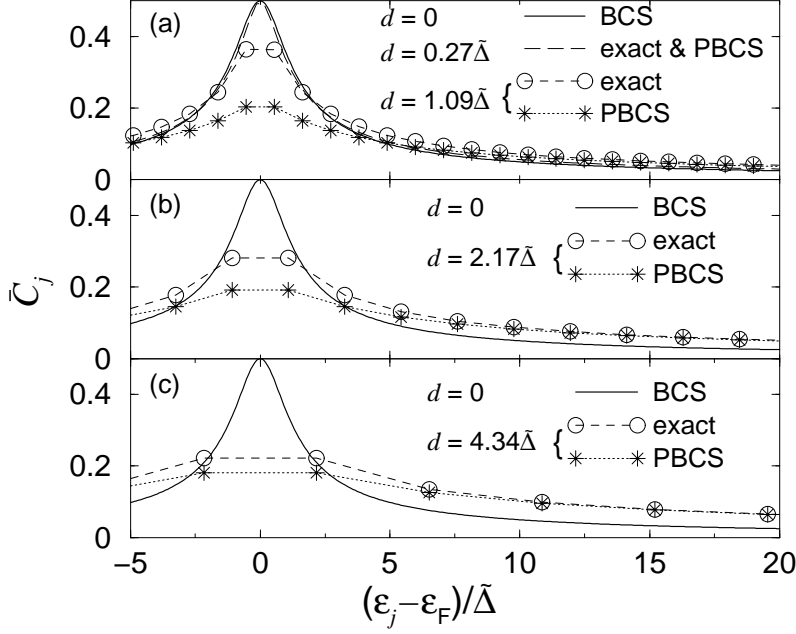 0.4
0.2
0
(a)
d = 0
BCS
d = 0.27Δ̃
exact & PBCS
d = 1.09Δ̃ {
exact
PBCS
0.4
0.2
0
(b)
d = 0
BCS
d = 2.17Δ̃ {
exact
PBCS
C̄j
0.4
0.2
0
(c)
d = 0
BCS
d = 4.34Δ̃ {
exact
PBCS
−5 0 5 10 15 20
(εj−εF)/Δ̃